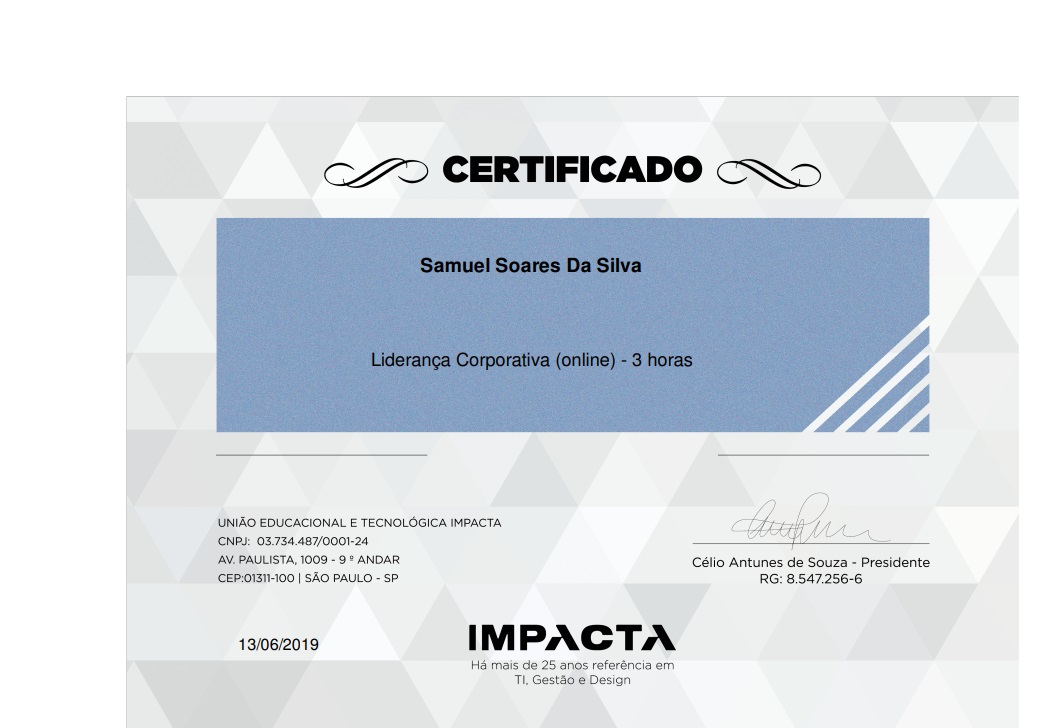 CERTIFICADO
Samuel Soares Da Silva
Liderança Corporativa (online) - 3 horas
UNIÃO EDUCACIONAL E TECNOLÓGICA IMPACTA
CNPJ: 03.734.487/0001-24
AV. PAULISTA, 1009 - 9 º ANDAR
CEP:01311-100 | SÃO PAULO - SP
Célio Antunes de Souza - Presidente
RG: 8.547.256-6
13/06/2019
IMPACTA
Há mais de 25 anos referência em
TI, Gestão e Design